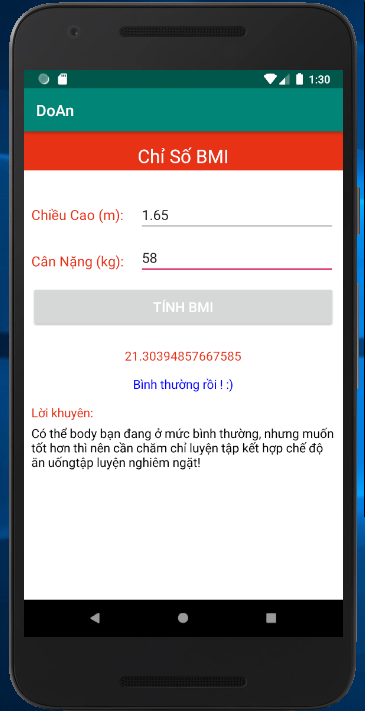 1:30
DoAn
Chỉ Số BMI
Chiều Cao (m): 1.65
Cân Nặng (kg): 58
TÍNH BMI
21.30394857667585
Bình thường rồi ! :)
Lời khuyên:
Có thể body bạn đang ở mức bình thường, nhưng muốn
tốt hơn thì nên cần chăm chỉ luyện tập kết hợp chế độ
ăn uốngtập luyện nghiêm ngặt!